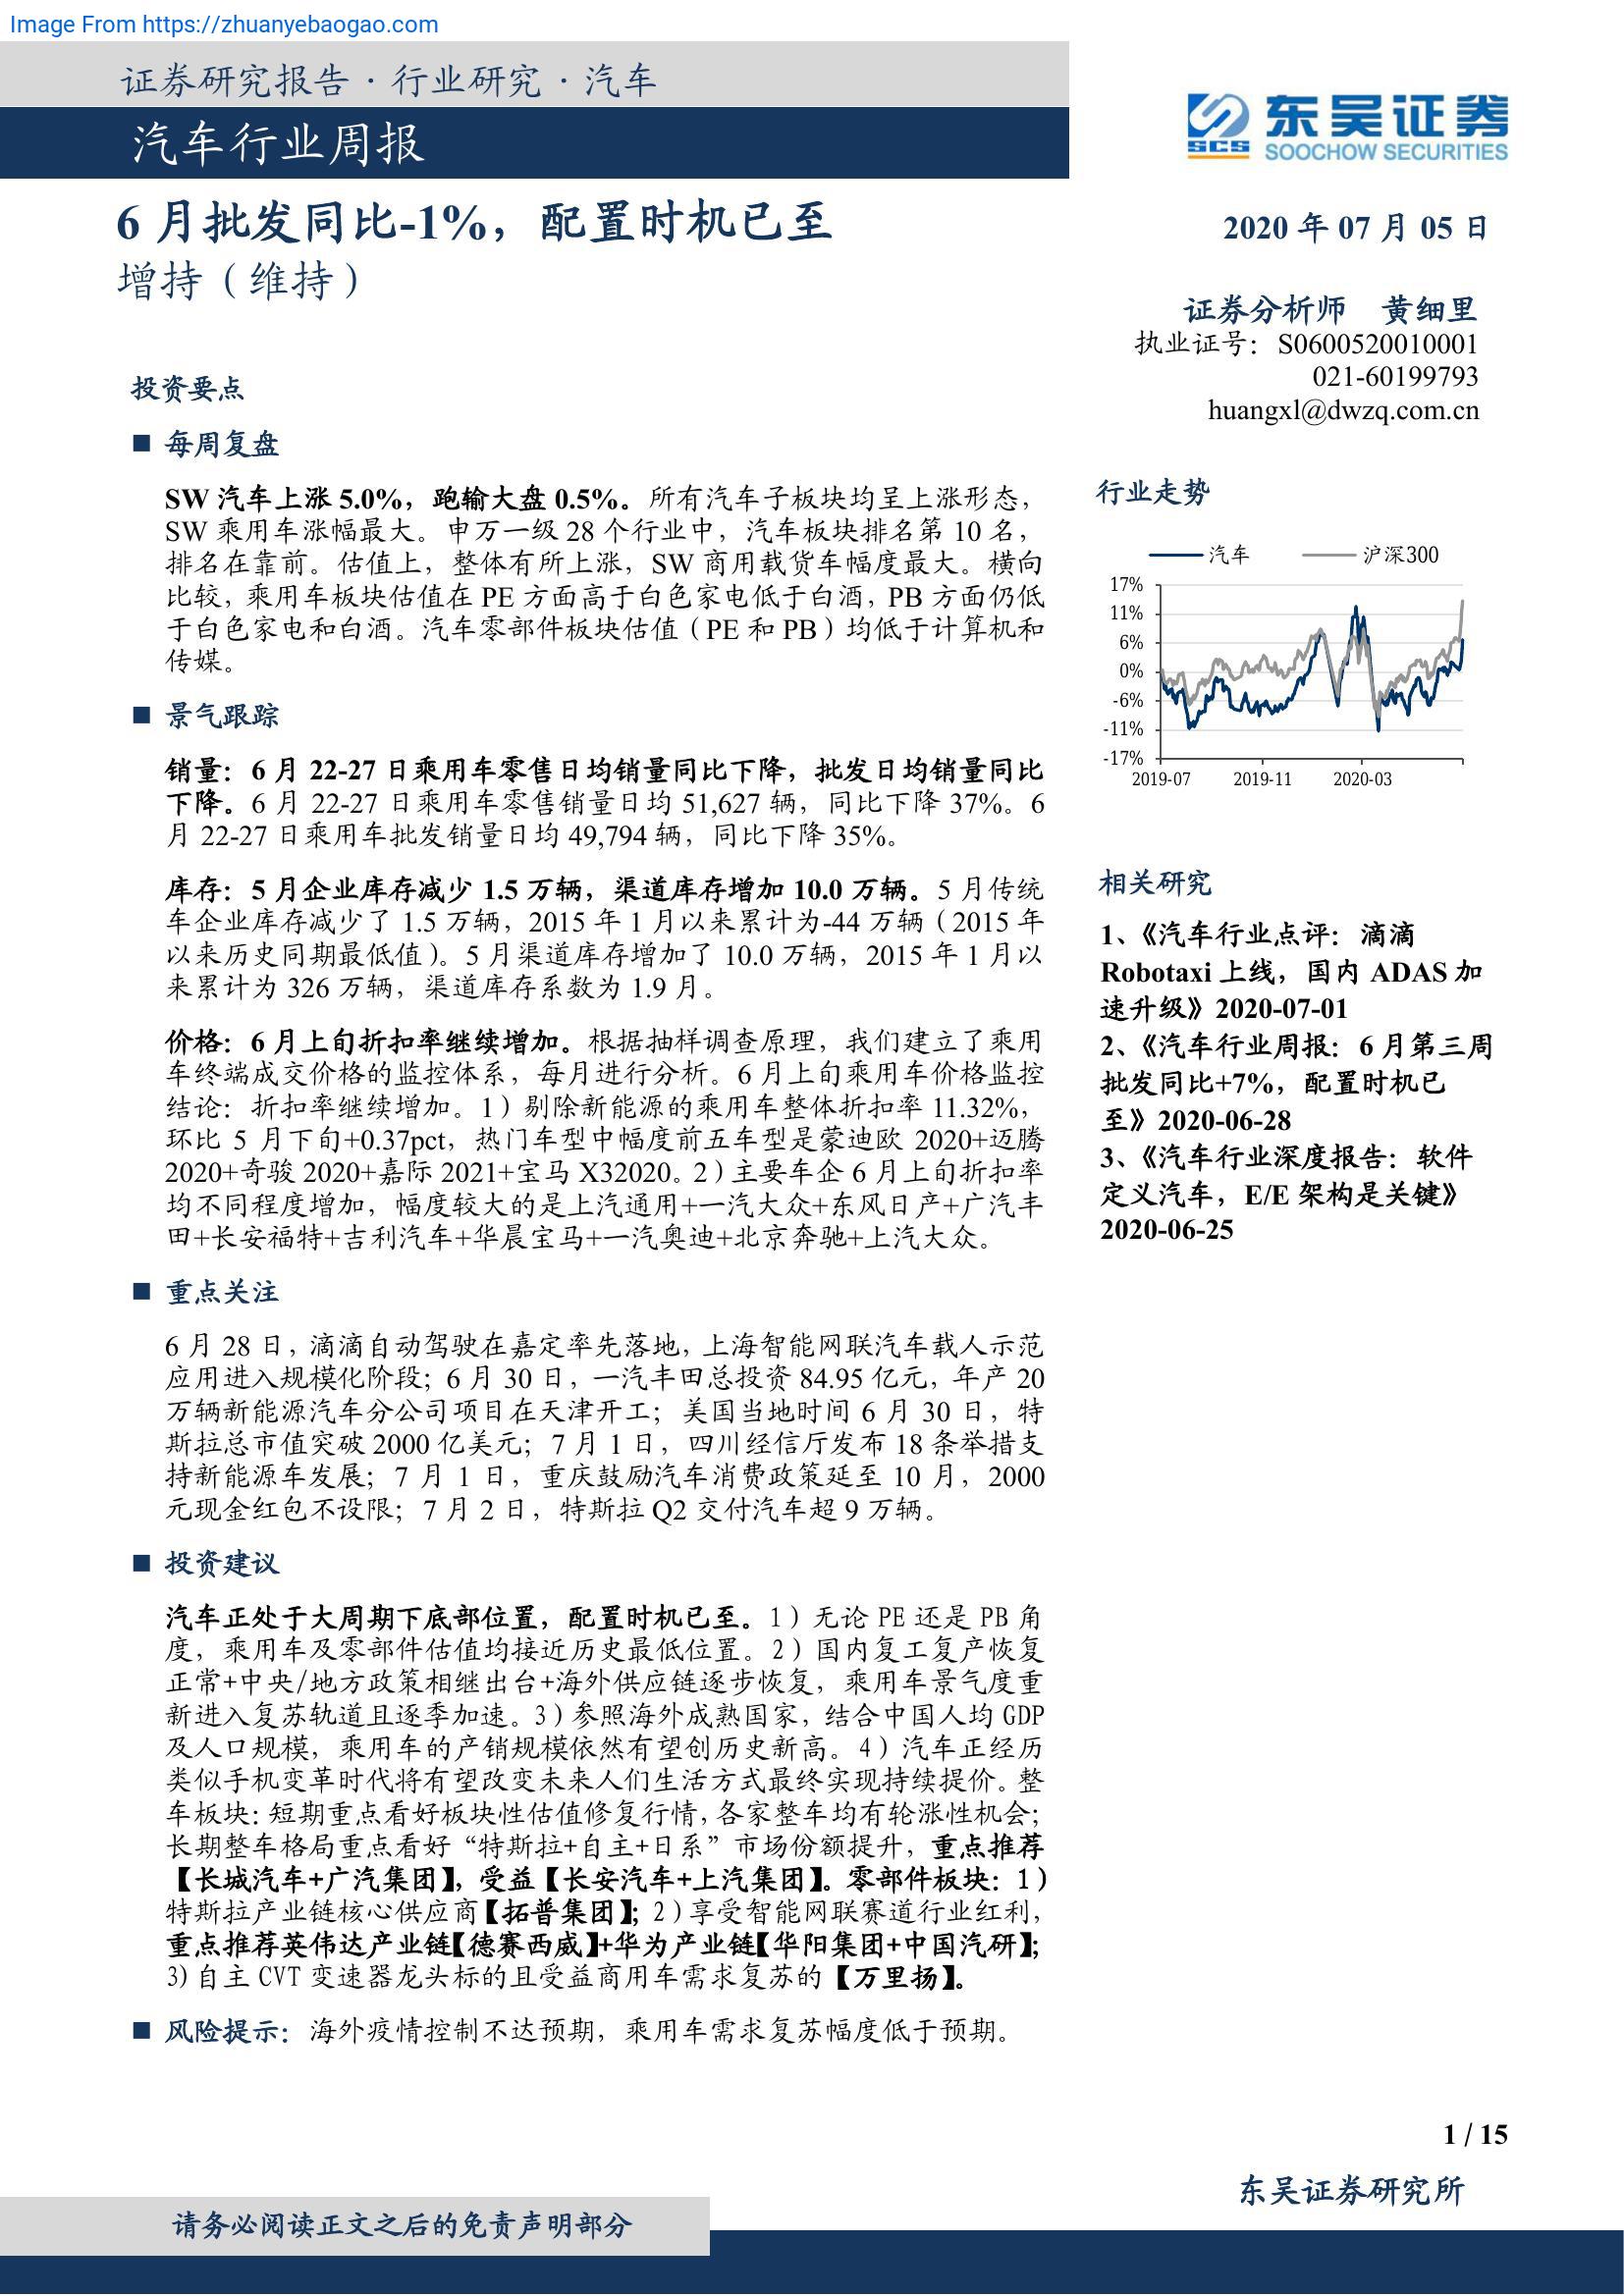 Image From https://zhuanyebaogao.com
证券研究报告 · 行业研究 · 汽车
汽车行业周报
东吴证券
SCS
SOOCHOW SECURITIES
6 月批发同比-1%，配置时机已至
增持（维持）
2020 年 07 月 05 日
证券分析师 黄细里
执业证号：S0600520010001
021-60199793
huangxl@dwzq.com.cn
投资要点
■ 每周复盘
SW 汽车上涨 5.0%，跑输大盘 0.5%。所有汽车子板块均呈上涨形态，
SW 乘用车涨幅最大。申万一级 28 个行业中，汽车板块排名第 10 名，
排名在靠前。估值上，整体有所上涨，SW 商用载货车幅度最大。横向
比较，乘用车板块估值在 PE 方面高于白色家电低于白酒，PB 方面仍低
于白色家电和白酒。汽车零部件板块估值（PE 和 PB）均低于计算机和
传媒。
■ 景气跟踪
销量：6 月 22-27 日乘用车零售日均销量同比下降，批发日均销量同比
下降。6 月 22-27 日乘用车零售销量日均 51,627 辆，同比下降 37%。6
月 22-27 日乘用车批发销量日均 49,794 辆，同比下降 35%。
库存：5 月企业库存减少 1.5 万辆，渠道库存增加 10.0 万辆。5 月传统
车企业库存减少了 1.5 万辆，2015 年 1 月以来累计为-44 万辆（2015 年
以来历史同期最低值）。5 月渠道库存增加了 10.0 万辆，2015 年 1 月以
来累计为 326 万辆，渠道库存系数为 1.9 月。
价格：6 月上旬折扣率继续增加。根据抽样调查原理，我们建立了乘用
车终端成交价格的监控体系，每月进行分析。6 月上旬乘用车价格监控
结论：折扣率继续增加。1）剔除新能源的乘用车整体折扣率 11.32%，
环比 5 月下旬+0.37pct，热门车型中幅度前五车型是蒙迪欧 2020+迈腾
2020+奇骏 2020+嘉际 2021+宝马 X32020。2）主要车企 6 月上旬折扣率
均不同程度增加，幅度较大的是上汽通用+一汽大众+东风日产+广汽丰
田+长安福特+吉利汽车+华晨宝马+一汽奥迪+北京奔驰+上汽大众。
■ 重点关注
6 月 28 日，滴滴自动驾驶在嘉定率先落地，上海智能网联汽车载人示范
应用进入规模化阶段；6 月 30 日，一汽丰田总投资 84.95 亿元，年产 20
万辆新能源汽车分公司项目在天津开工；美国当地时间 6 月 30 日，特
斯拉总市值突破 2000 亿美元；7 月 1 日，四川经信厅发布 18 条举措支
持新能源车发展；7 月 1 日，重庆鼓励汽车消费政策延至 10 月，2000
元现金红包不设限；7 月 2 日，特斯拉 Q2 交付汽车超 9 万辆。
■ 投资建议
汽车正处于大周期下底部位置，配置时机已至。1）无论 PE 还是 PB 角
度，乘用车及零部件估值均接近历史最低位置。2）国内复工复产恢复
正常+中央/地方政策相继出台+海外供应链逐步恢复，乘用车景气度重
新进入复苏轨道且逐季加速。3）参照海外成熟国家，结合中国人均 GDP
及人口规模，乘用车的产销规模依然有望创历史新高。4）汽车正经历
类似手机变革时代将有望改变未来人们生活方式最终实现持续提价。整
车板块：短期重点看好板块性估值修复行情，各家整车均有轮涨性机会；
长期整车格局重点看好“特斯拉+自主+日系”市场份额提升，重点推荐
【长城汽车+广汽集团】，受益【长安汽车+上汽集团】。零部件板块：1）
特斯拉产业链核心供应商【拓普集团】；2）享受智能网联赛道行业红利，
重点推荐英伟达产业链【德赛西威】+华为产业链【华阳集团+中国汽研】；
3）自主 CVT 变速器龙头标的且受益商用车需求复苏的【万里扬】。
■ 风险提示：海外疫情控制不达预期，乘用车需求复苏幅度低于预期。
行业走势
汽车 沪深300
17%
11%
6%
0%
-6%
-11%
-17%
2019-07 2019-11 2020-03
相关研究
1、《汽车行业点评：滴滴
Robotaxi 上线，国内 ADAS 加
速升级》2020-07-01
2、《汽车行业周报：6 月第三周
批发同比+7%，配置时机已
至》2020-06-28
3、《汽车行业深度报告：软件
定义汽车，E/E 架构是关键》
2020-06-25
1 / 15
东吴证券研究所
请务必阅读正文之后的免责声明部分